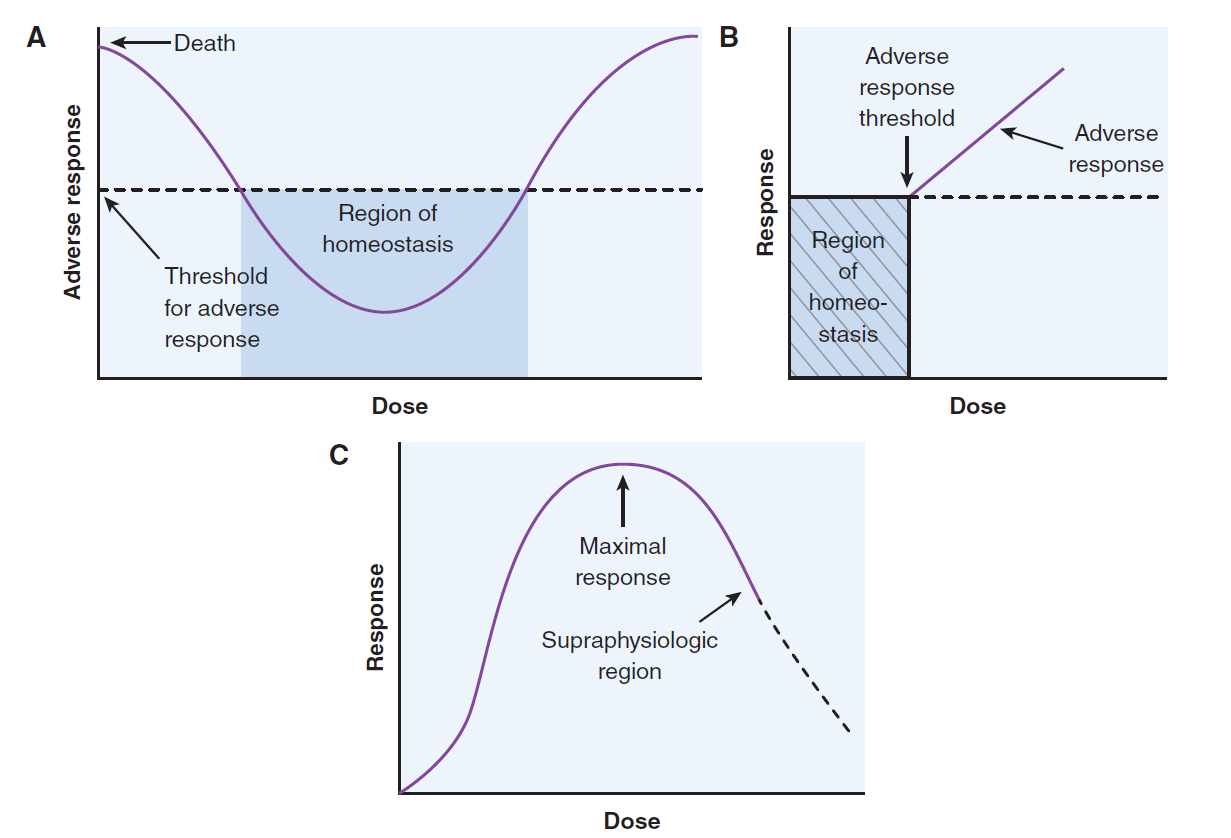 A
Death
Adverse response
Region of
homeostasis
Threshold
for adverse
response
Dose
B
Adverse
response
threshold
Adverse
response
Response
Region
of
homeo-
stasis
Dose
C
Maximal
response
Supraphysiologic
region
Response
Dose